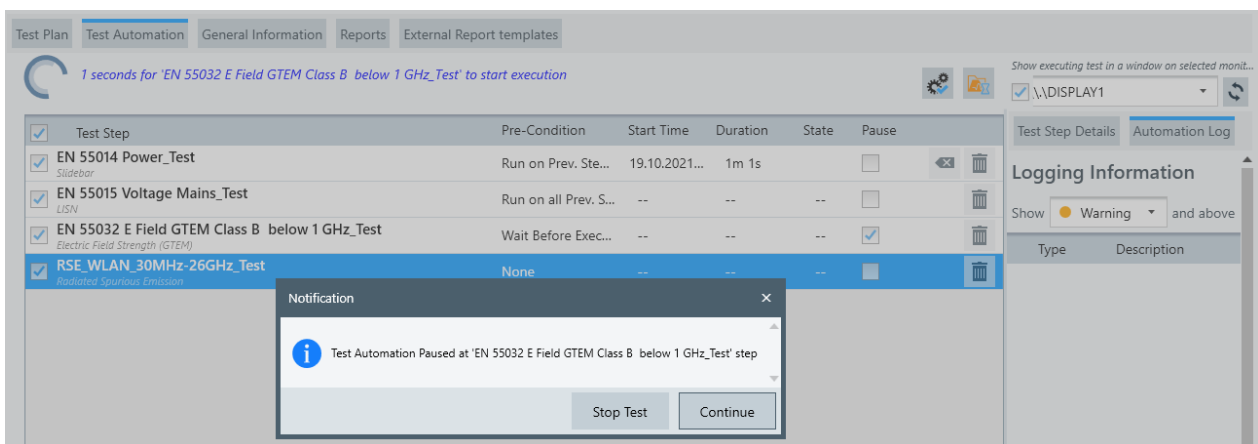 Test Plan Test Automation General Information Reports External Report templates
1 seconds for 'EN 55032 E Field GTEM Class B below 1 GHz_Test' to start execution
Show executing test in a window on selected monit...
\.\DISPLAY1
Test Step Pre-Condition Start Time Duration State Pause
EN 55014 Power_Test
Slidebar
Run on Prev. Ste... 19.10.2021... 1m 1s
EN 55015 Voltage Mains_Test
LISN
Run on all Prev. S... -- -- --
EN 55032 E Field GTEM Class B below 1 GHz_Test
Electric Field Strength (GTEM)
Wait Before Exec... -- -- --
RSE_WLAN_30MHz-26GHz_Test
Radiated Spurious Emission
None -- -- --
Test Step Details Automation Log
Logging Information
Show Warning and above
Type Description
Notification
Test Automation Paused at 'EN 55032 E Field GTEM Class B below 1 GHz_Test' step
Stop Test Continue